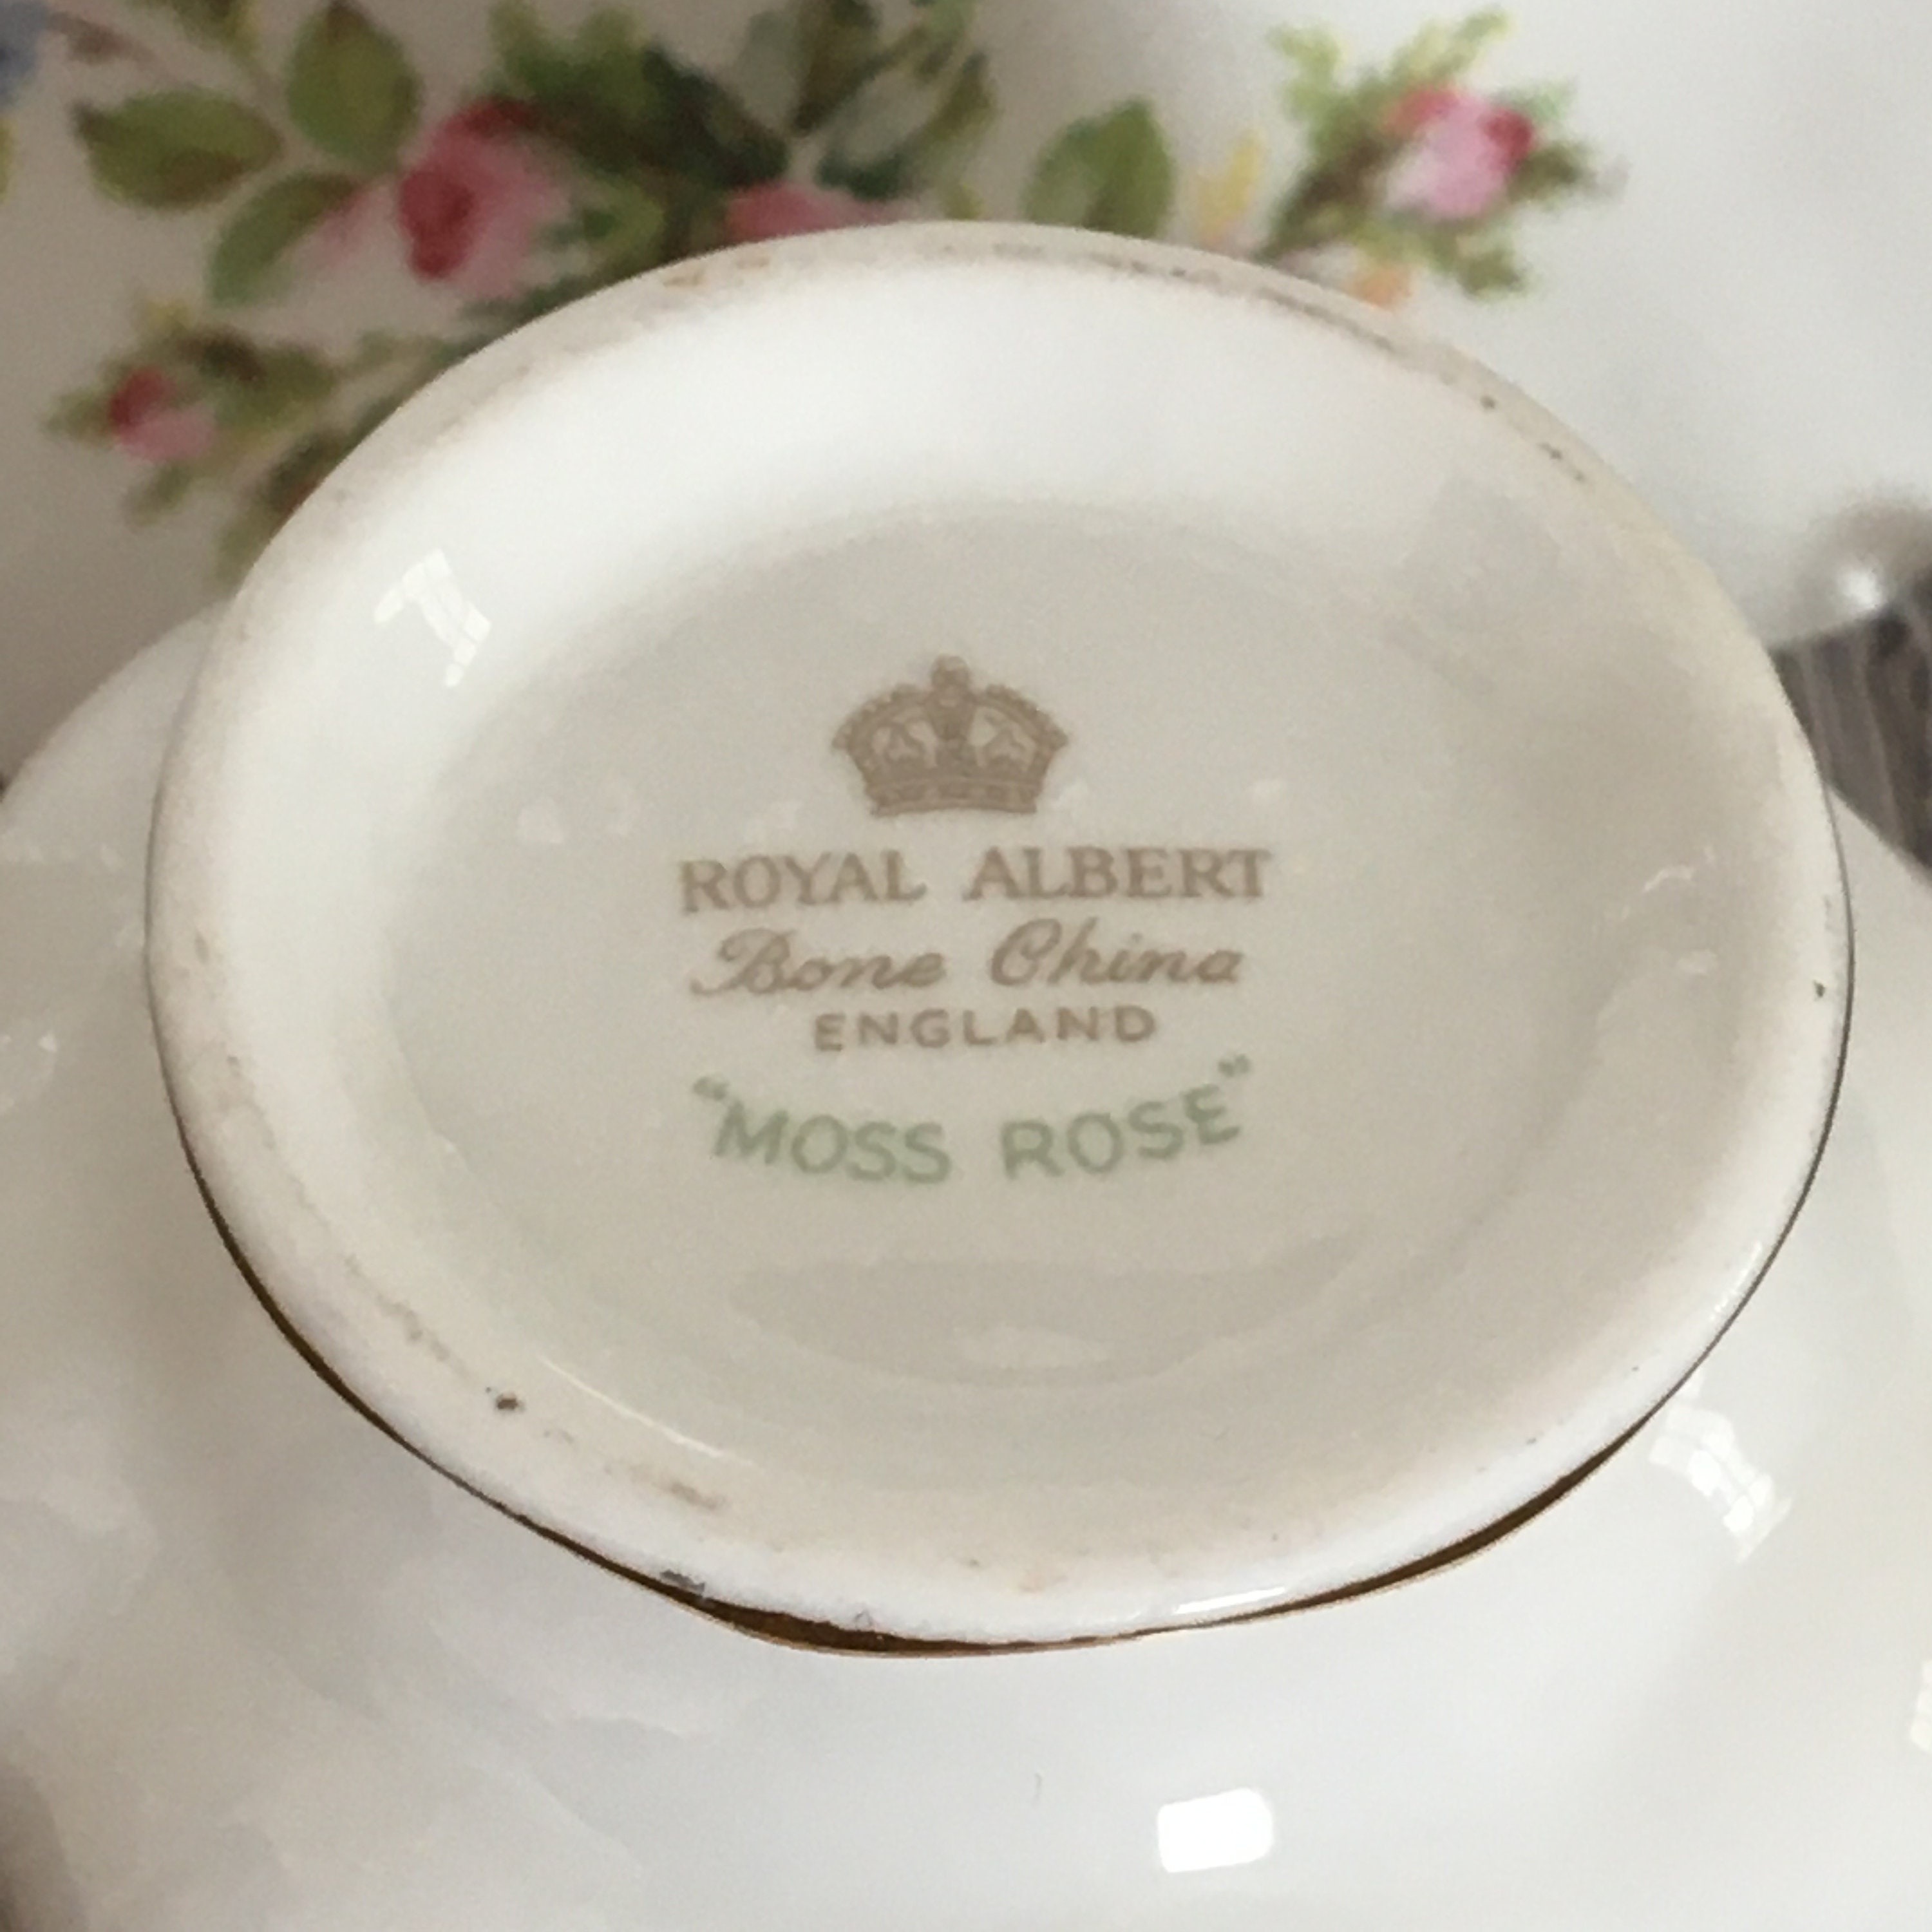 ROYAL ALBERT
Bone China
ENGLAND
"MOSS ROSE"